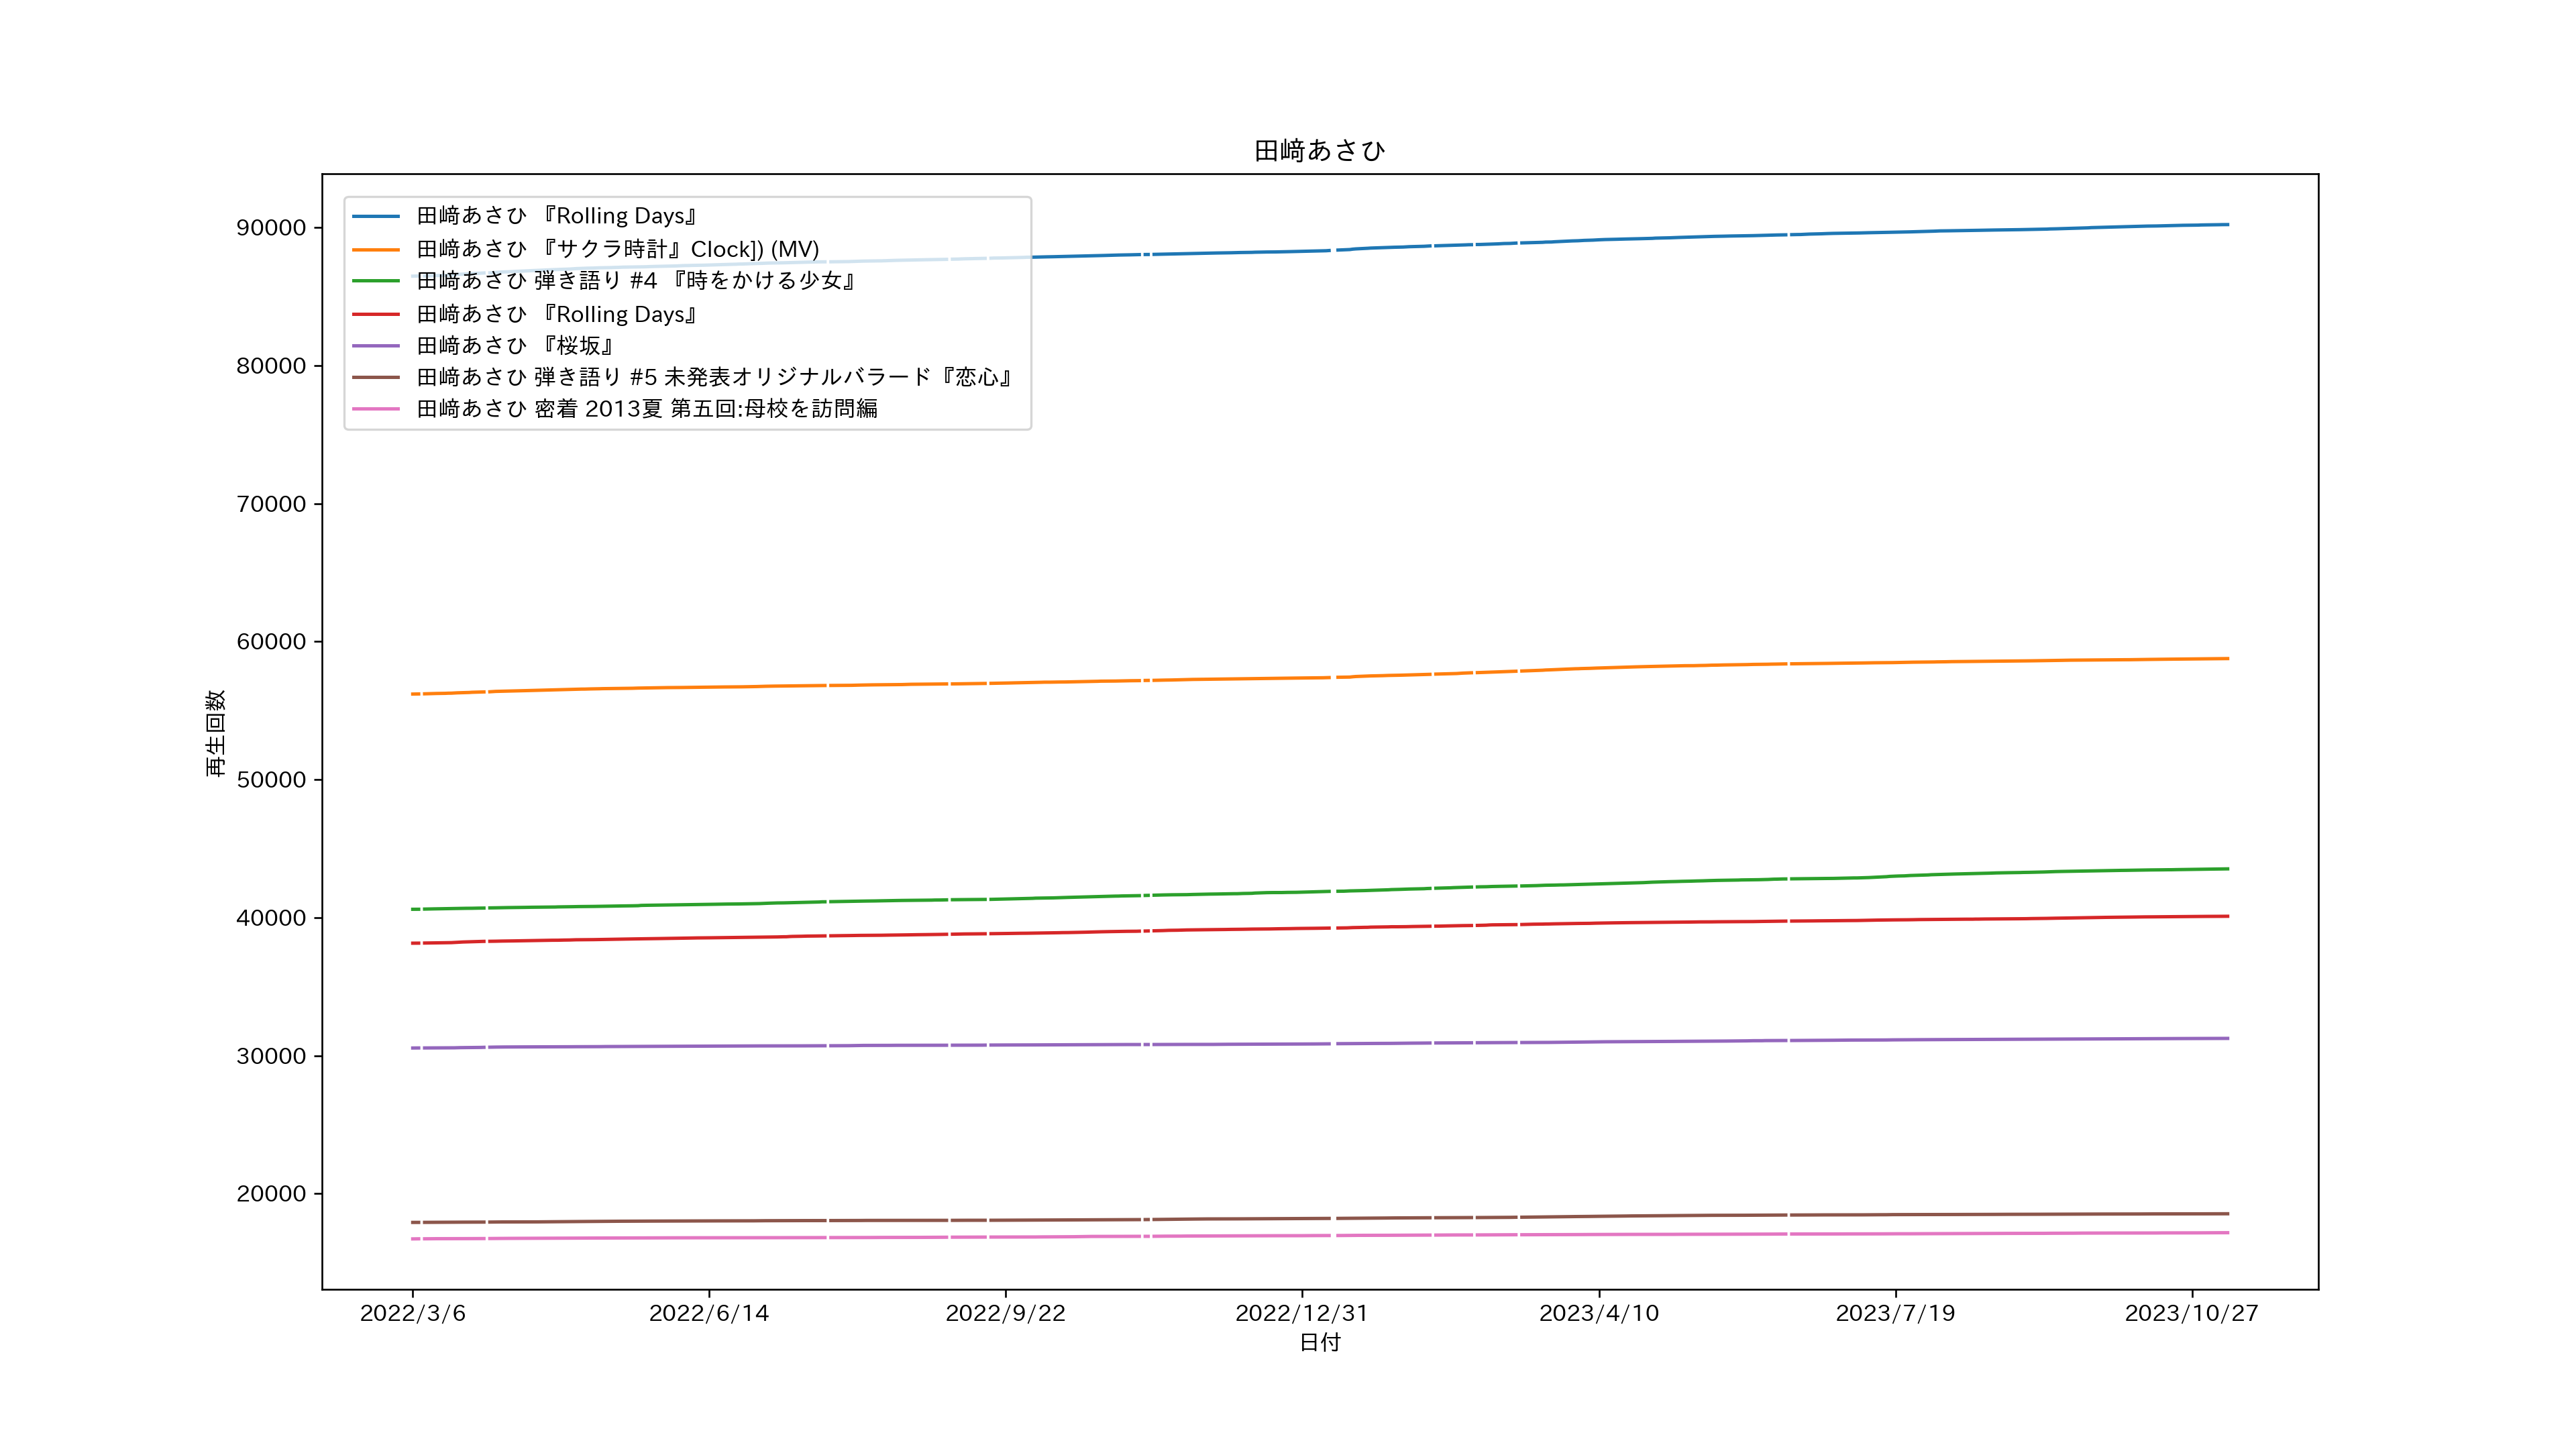 田﨑あさひ
田﨑あさひ 『Rolling Days』
田﨑あさひ 『サクラ時計』Clock]) (MV)
田﨑あさひ 弾き語り #4 『時をかける少女』
田﨑あさひ 『Rolling Days』
田﨑あさひ 『桜坂』
田﨑あさひ 弾き語り #5 未発表オリジナルバラード『恋心』
田﨑あさひ 密着 2013夏 第五回:母校を訪問編
90000
80000
70000
60000
50000
40000
30000
20000
再生回数
2022/3/6
2022/6/14
2022/9/22
2022/12/31
2023/4/10
2023/7/19
2023/10/27
日付